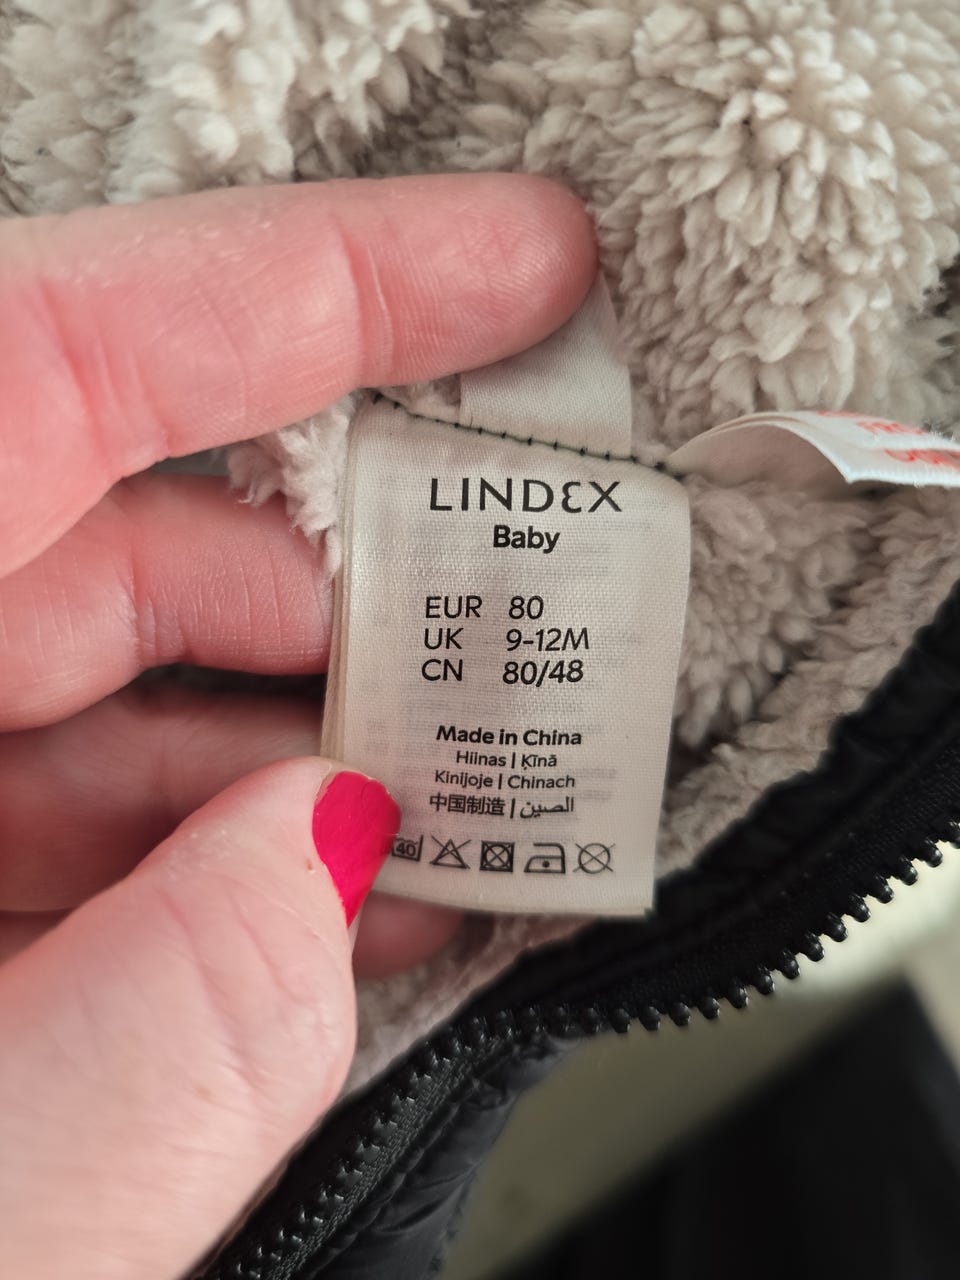 LINDEX
Baby
EUR 80
UK 9-12M
CN 80/48
Made in China
Hiinas | Ķīnā
Kinijoje | Chinach
中国制造 | الصين
40